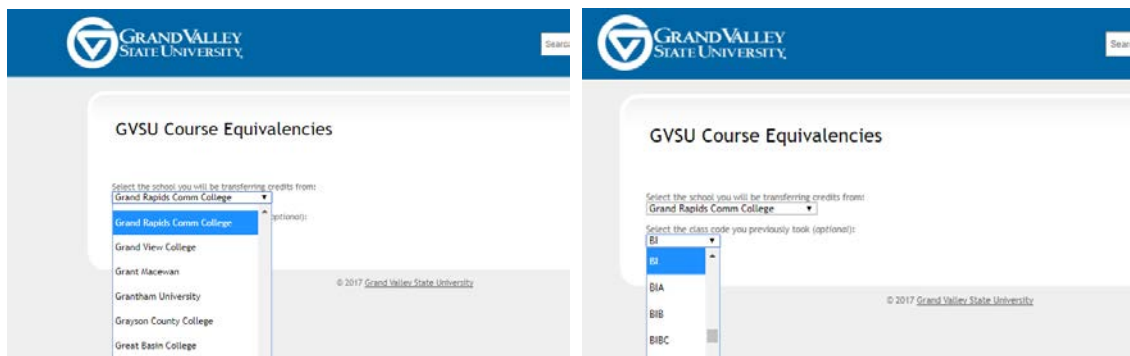 GRAND VALLEY
STATE UNIVERSITY
Searc
GVSU Course Equivalencies
Select the school you will be transferring credits from:
Grand Rapids Comm College
Grand Rapids Comm College
optional):
Grand View College
Grant Macewan
Grantham University
Grayson County College
Great Basin College
© 2017 Grand Valley State University
GRAND VALLEY
STATE UNIVERSITY
Sear
GVSU Course Equivalencies
Select the school you will be transferring credits from:
Grand Rapids Comm College
Select the class code you previously took (optional):
BI
BI
BIA
BIB
BIBC
© 2017 Grand Valley State University